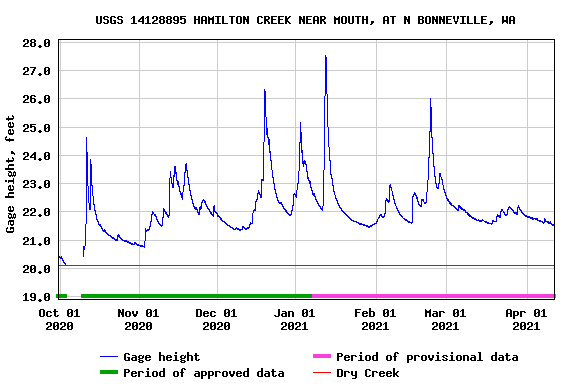 USGS 14128895 HAMILTON CREEK NEAR MOUTH, AT N BONNEVILLE, WA
Gage height, feet
28.0
27.0
26.0
25.0
24.0
23.0
22.0
21.0
20.0
19.0
Oct 01 Nov 01 Dec 01 Jan 01 Feb 01 Mar 01 Apr 01
2020 2020 2020 2021 2021 2021 2021
Gage height Period of provisional data
Period of approved data Dry Creek